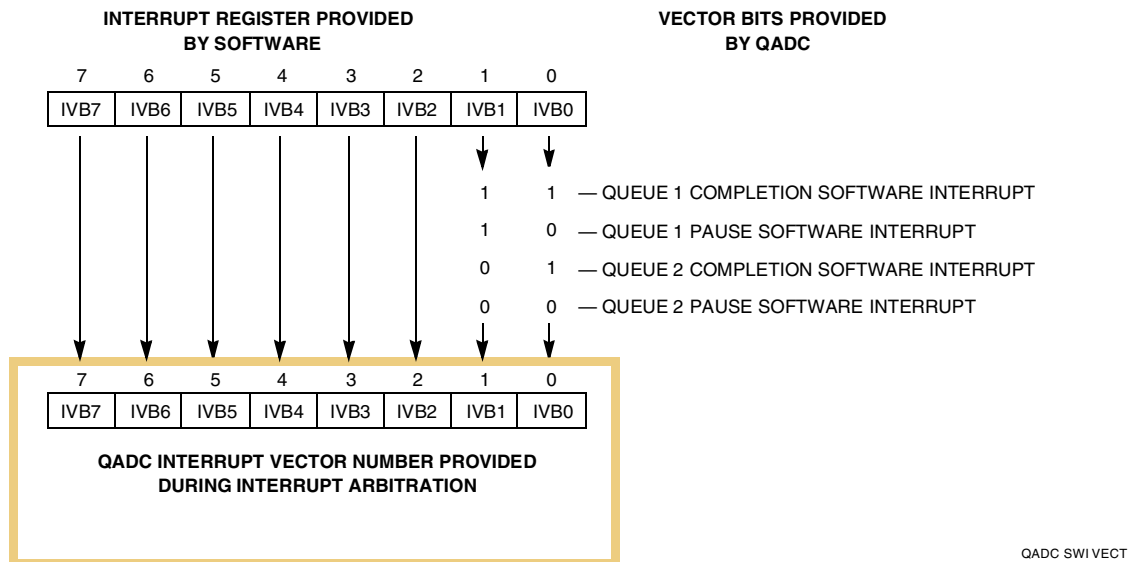 INTERRUPT REGISTER PROVIDED
BY SOFTWARE
VECTOR BITS PROVIDED
BY QADC
7 6 5 4 3 2 1 0
IVB7 IVB6 IVB5 IVB4 IVB3 IVB2 IVB1 IVB0
1 1 — QUEUE 1 COMPLETION SOFTWARE INTERRUPT
1 0 — QUEUE 1 PAUSE SOFTWARE INTERRUPT
0 1 — QUEUE 2 COMPLETION SOFTWARE INTERRUPT
0 0 — QUEUE 2 PAUSE SOFTWARE INTERRUPT
7 6 5 4 3 2 1 0
IVB7 IVB6 IVB5 IVB4 IVB3 IVB2 IVB1 IVB0
QADC INTERRUPT VECTOR NUMBER PROVIDED
DURING INTERRUPT ARBITRATION
QADC SWI VECT